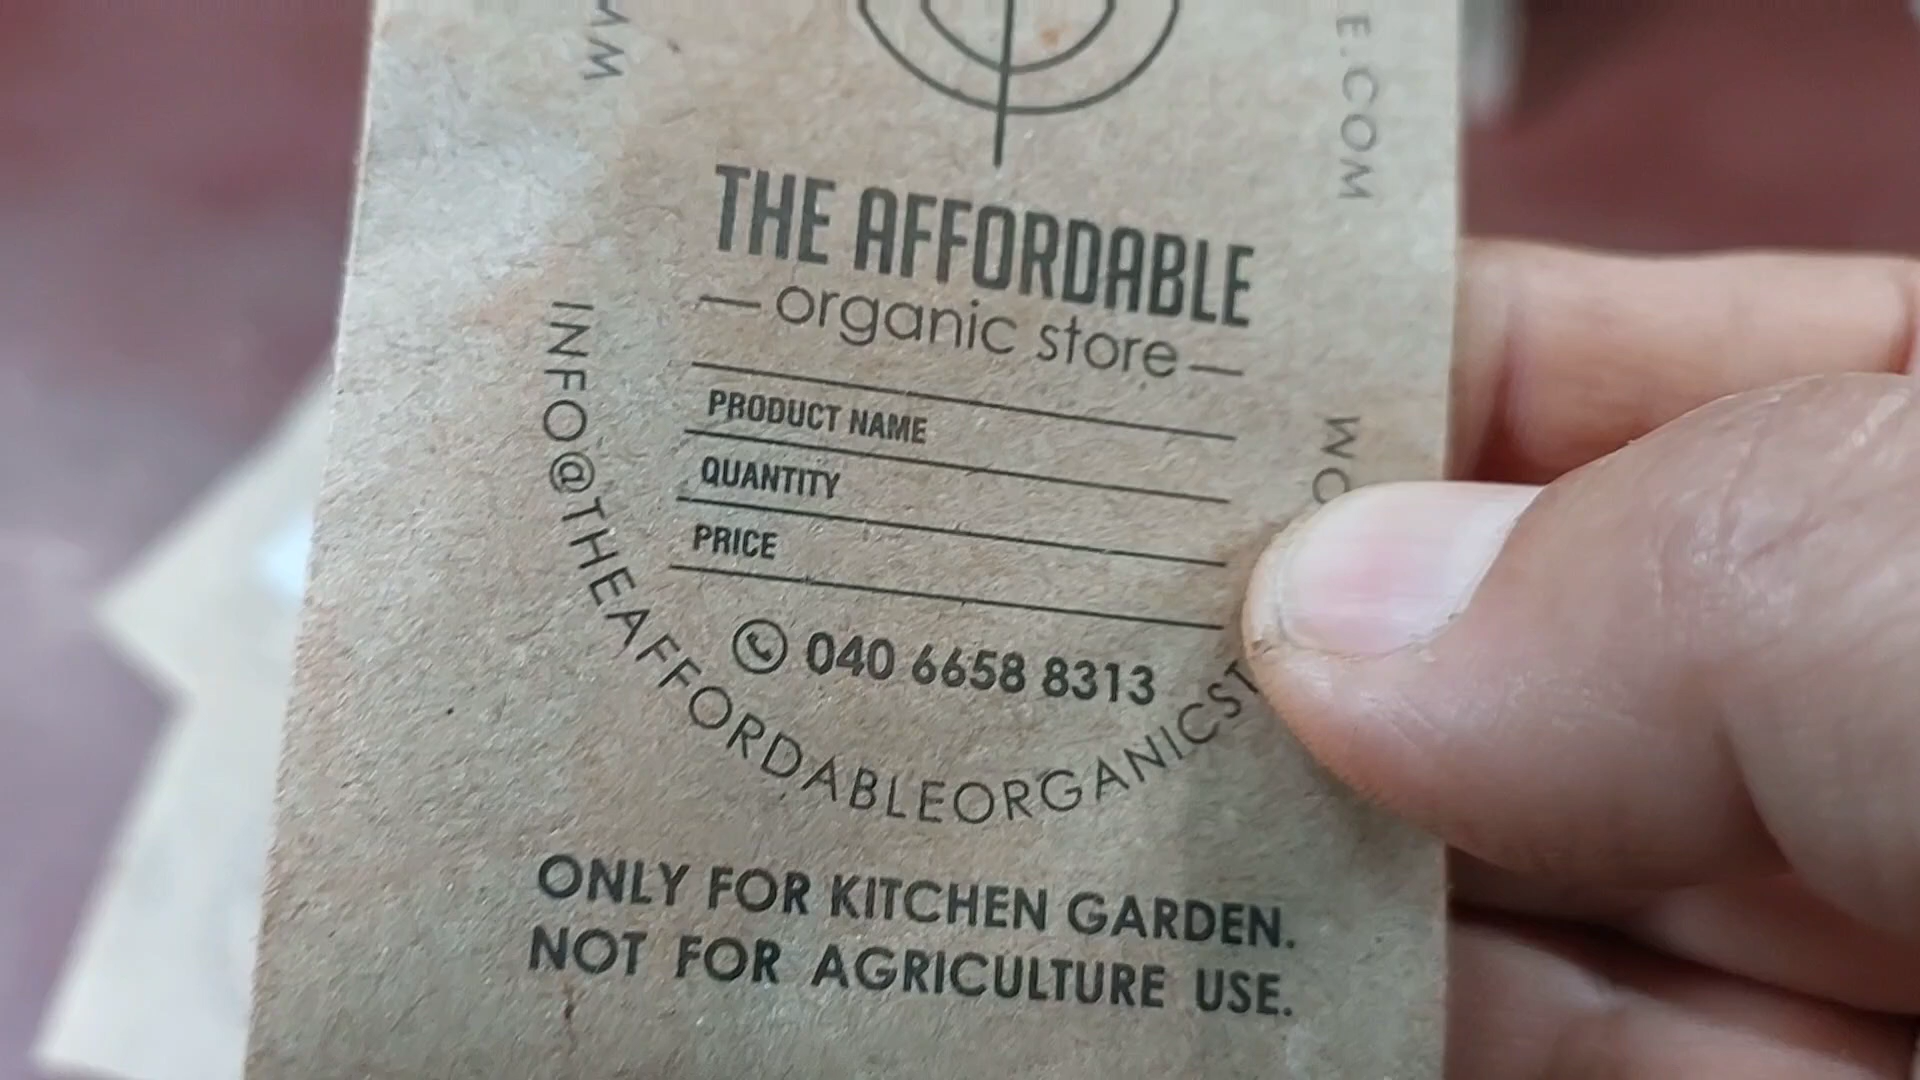 THE AFFORDABLE
organic store
PRODUCT NAME
QUANTITY
PRICE
040 6658 8313
INFO@THEAFFORDABLEORGANICST
E.COM
ONLY FOR KITCHEN GARDEN.
NOT FOR AGRICULTURE USE.